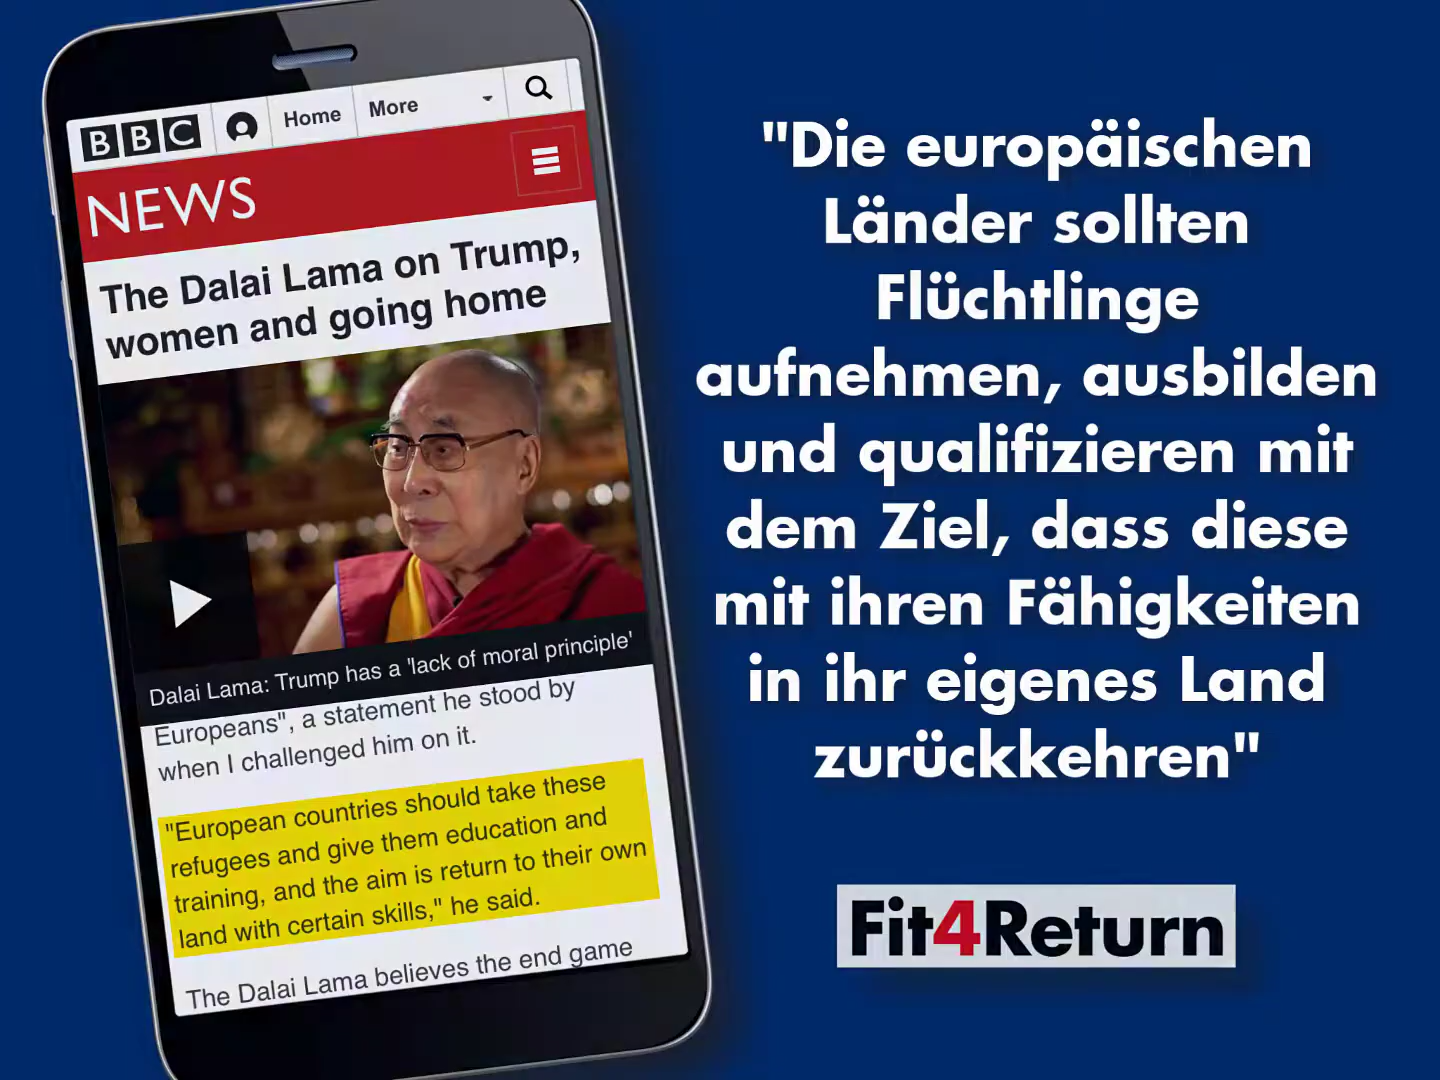 BBC Home More
NEWS
The Dalai Lama on Trump,
women and going home
Dalai Lama: Trump has a 'lack of moral principle'
Europeans", a statement he stood by
when I challenged him on it.
"European countries should take these
refugees and give them education and
training, and the aim is return to their own
land with certain skills," he said.
The Dalai Lama believes the end game
"Die europäischen
Länder sollten
Flüchtlinge
aufnehmen, ausbilden
und qualifizieren mit
dem Ziel, dass diese
mit ihren Fähigkeiten
in ihr eigenes Land
zurückkehren"
Fit4Return